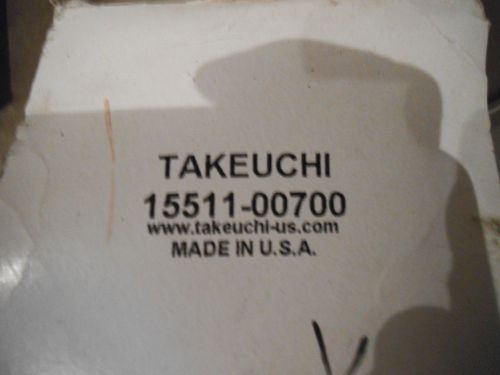 TAKEUCHI
15511-00700
www.takeuchi-us.com
MADE IN U.S.A.